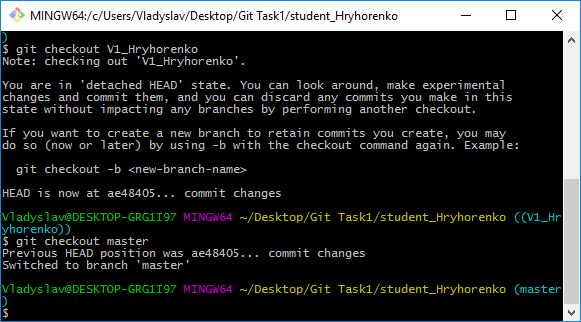 MINGW64:/c/Users/Vladyslav/Desktop/Git Task1/student_Hryhorenko
)
$ git checkout V1_Hryhorenko
Note: checking out 'V1_Hryhorenko'.
You are in 'detached HEAD' state. You can look around, make experimental
changes and commit them, and you can discard any commits you make in this
state without impacting any branches by performing another checkout.
If you want to create a new branch to retain commits you create, you may
do so (now or later) by using -b with the checkout command again. Example:
git checkout -b <new-branch-name>
HEAD is now at ae48405... commit changes
Vladyslav@DESKTOP-GRG1I97 MINGW64 ~/Desktop/Git Task1/student_Hryhorenko ((V1_Hr
yhorenko))
$ git checkout master
Previous HEAD position was ae48405... commit changes
Switched to branch 'master'
Vladyslav@DESKTOP-GRG1I97 MINGW64 ~/Desktop/Git Task1/student_Hryhorenko (master
)
$